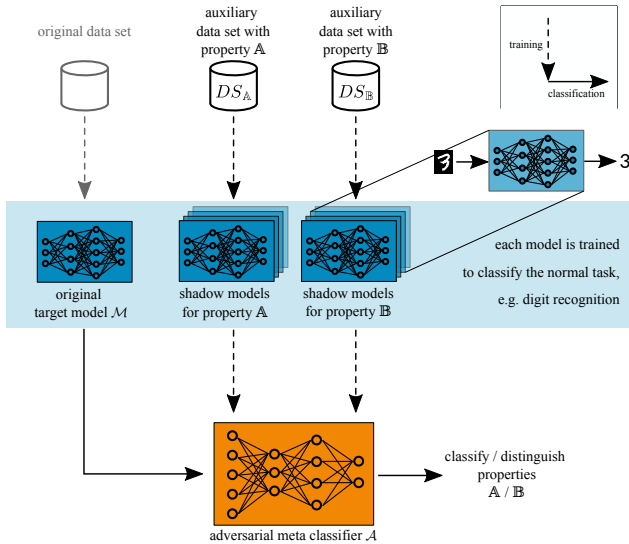 original data set
auxiliary
data set with
property 𝔸
auxiliary
data set with
property 𝔹
DS𝔸
DS𝔹
training
classification
3
3
each model is trained
to classify the normal task,
e.g. digit recognition
original
target model ℳ
shadow models
for property 𝔸
shadow models
for property 𝔹
classify / distinguish
properties
𝔸 / 𝔹
adversarial meta classifier 𝒜